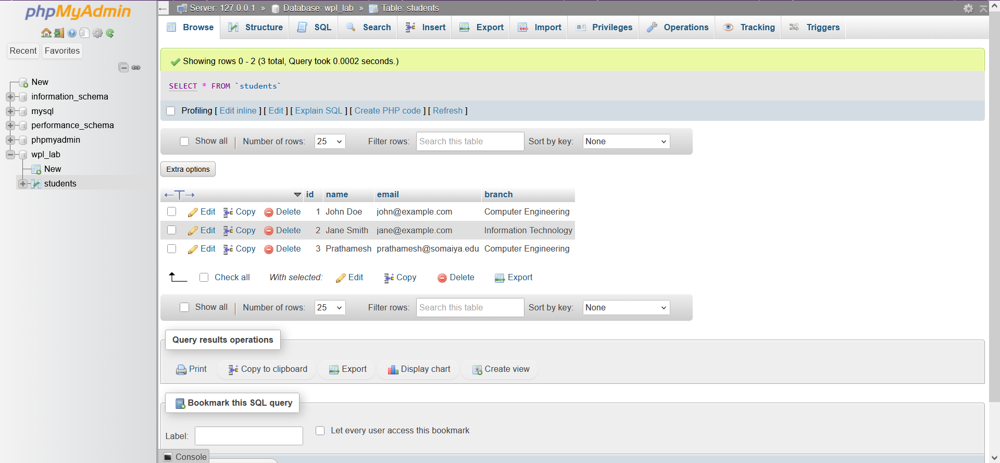 phpMyAdmin
Recent Favorites
New
information_schema
mysql
performance_schema
phpmyadmin
wpl_lab
New
students
Server: 127.0.0.1 » Database: wpl_lab » Table: students
Browse Structure SQL Search Insert Export Import Privileges Operations Tracking Triggers
Showing rows 0 - 2 (3 total, Query took 0.0002 seconds.)
SELECT * FROM `students`
Profiling [ Edit inline ] [ Edit ] [ Explain SQL ] [ Create PHP code ] [ Refresh ]
Show all Number of rows: 25 Filter rows: Search this table Sort by key: None
Extra options
id name email branch
Edit Copy Delete 1 John Doe john@example.com Computer Engineering
Edit Copy Delete 2 Jane Smith jane@example.com Information Technology
Edit Copy Delete 3 Prathamesh prathamesh@somaiya.edu Computer Engineering
Check all With selected: Edit Copy Delete Export
Show all Number of rows: 25 Filter rows: Search this table Sort by key: None
Query results operations
Print Copy to clipboard Export Display chart Create view
Bookmark this SQL query
Label: Let every user access this bookmark
Console